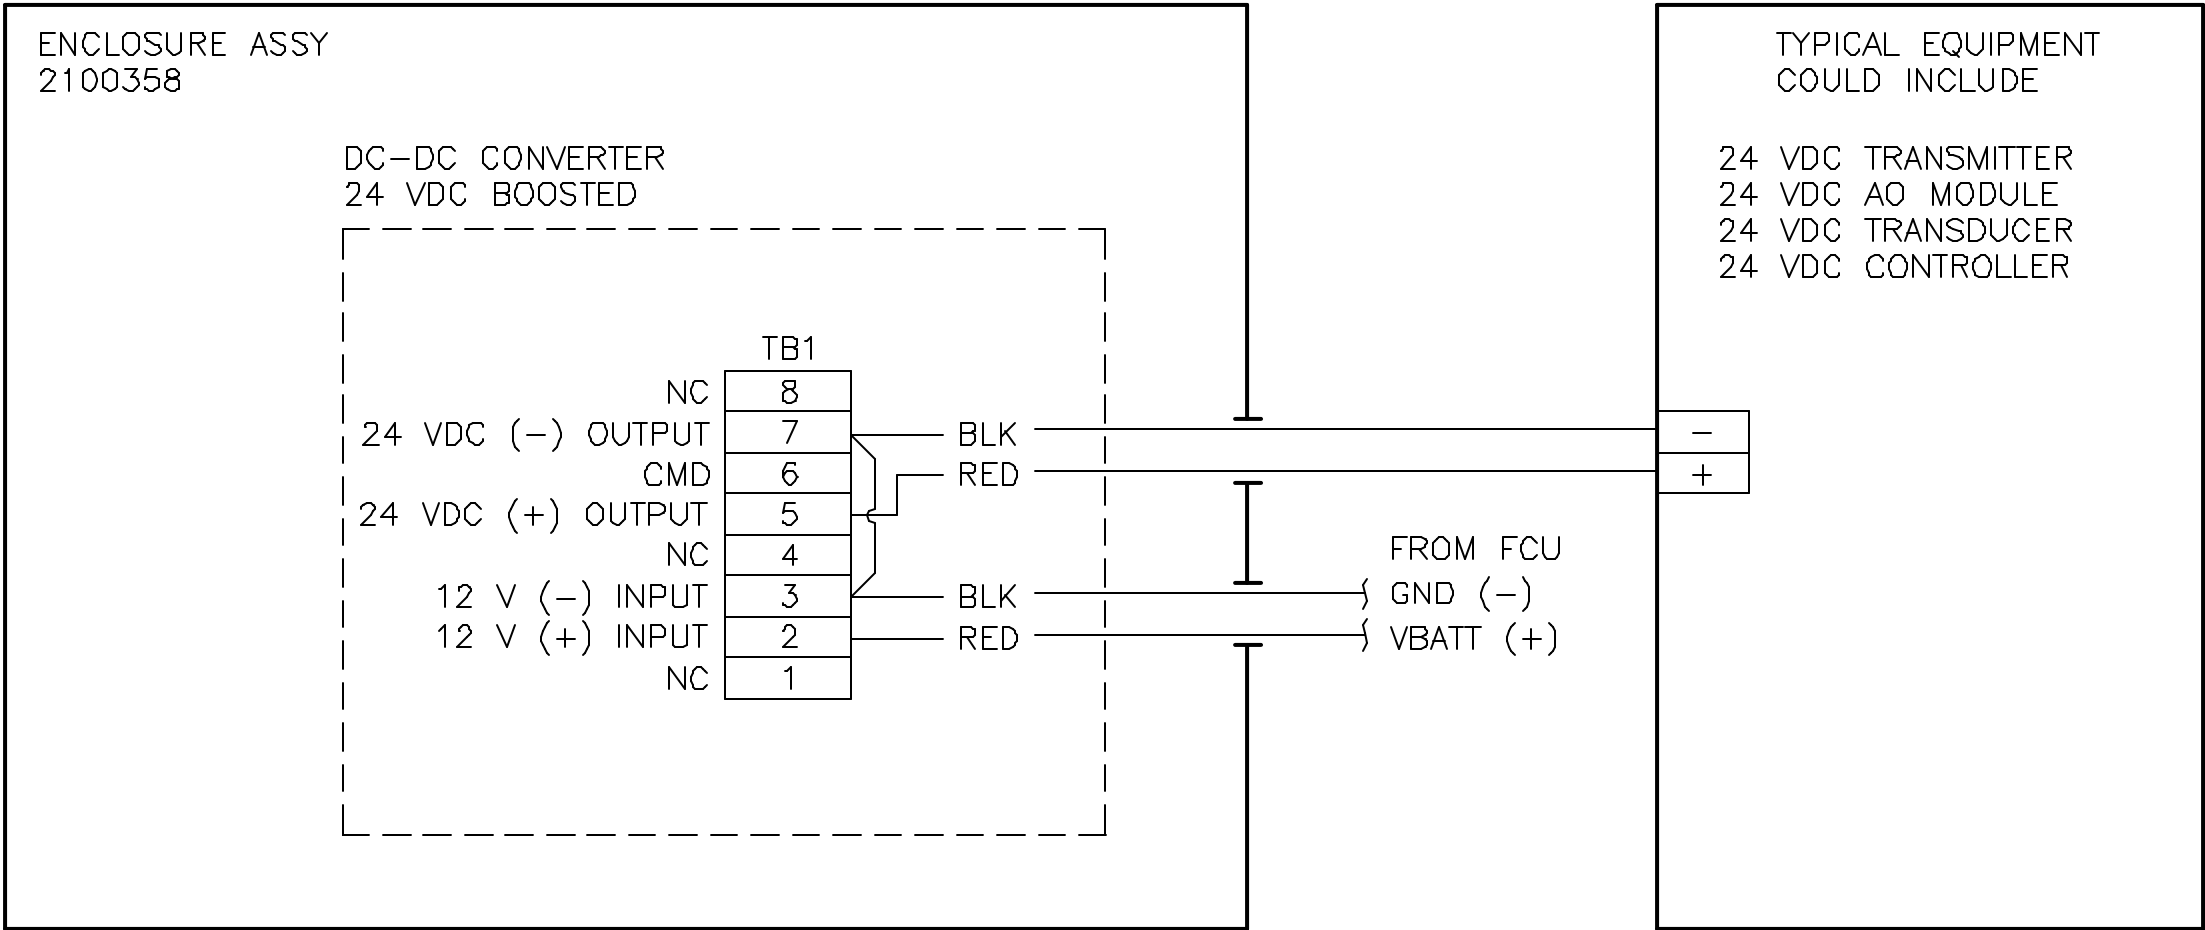 ENCLOSURE ASSY
2100358
DC-DC CONVERTER
24 VDC BOOSTED
TB1
NC 8
24 VDC (-) OUTPUT 7 BLK
CMD 6 RED
24 VDC (+) OUTPUT 5
NC 4
12 V (-) INPUT 3 BLK
12 V (+) INPUT 2 RED
NC 1
FROM FCU
GND (-)
VBATT (+)
TYPICAL EQUIPMENT
COULD INCLUDE
24 VDC TRANSMITTER
24 VDC AO MODULE
24 VDC TRANSDUCER
24 VDC CONTROLLER
-
+